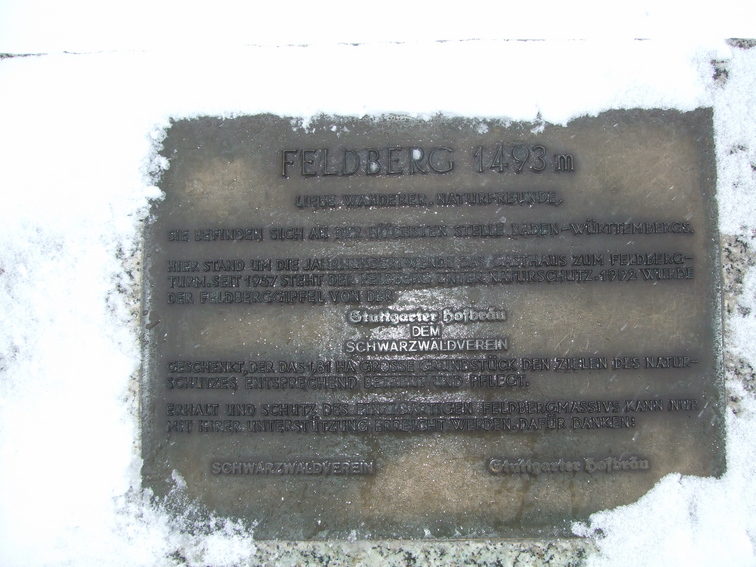 FELDBERG 1493 m
LIEBE WANDERER, NATURFREUNDE,
SIE BEFINDEN SICH AN DER HÖCHSTEN STELLE BADEN-WÜRTTEMBERGS.
HIER STAND UM DIE DAS GASTHAUS ZUM FELDBERG-
TURM. SEIT 1937 STEHT DER FELDBERG UNTER NATURSCHUTZ. 1992 WURDE
DER FELDBERGGIPFEL VON DER
Stuttgarter Hofbräu
DEM
SCHWARZWALDVEREIN
GESCHENKT, DER DAS 1,61 HA GROSSE GRUNDSTÜCK DEN ZIELEN DES NATUR-
SCHUTZES ENTSPRECHEND BETREUT UND PFLEGT.
ERHALT UND SCHUTZ DES EINZIGARTIGEN FELDBERGMASSIVS KANN NUR
MIT IHRER UNTERSTÜTZUNG ERREICHT WERDEN. DAFÜR DANKEN:
SCHWARZWALDVEREIN Stuttgarter Hofbräu